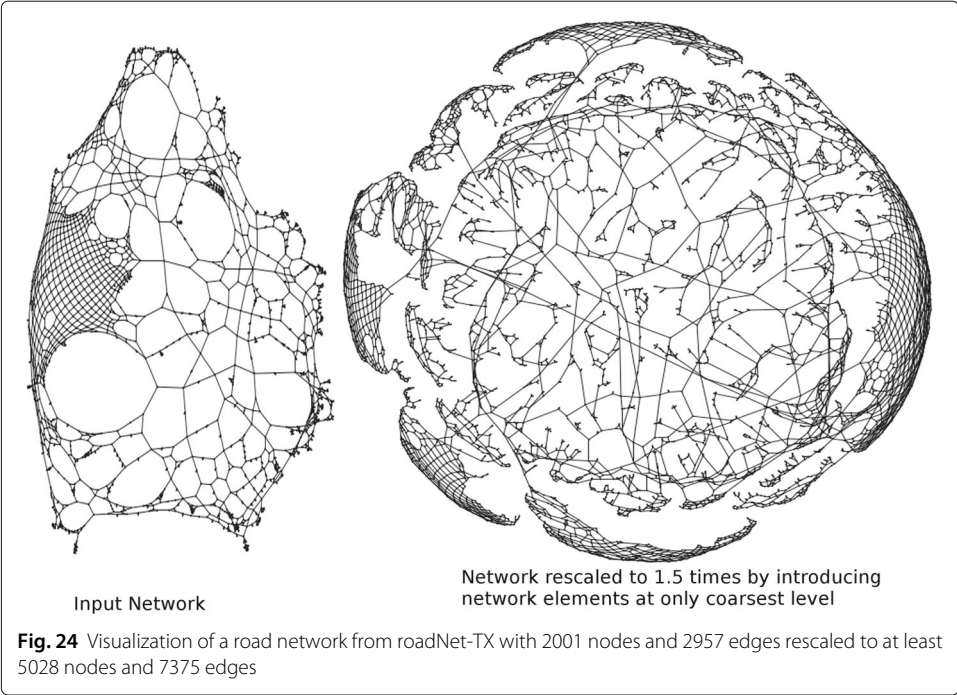 Input Network
Network rescaled to 1.5 times by introducing
network elements at only coarsest level
Fig. 24 Visualization of a road network from roadNet-TX with 2001 nodes and 2957 edges rescaled to at least
5028 nodes and 7375 edges